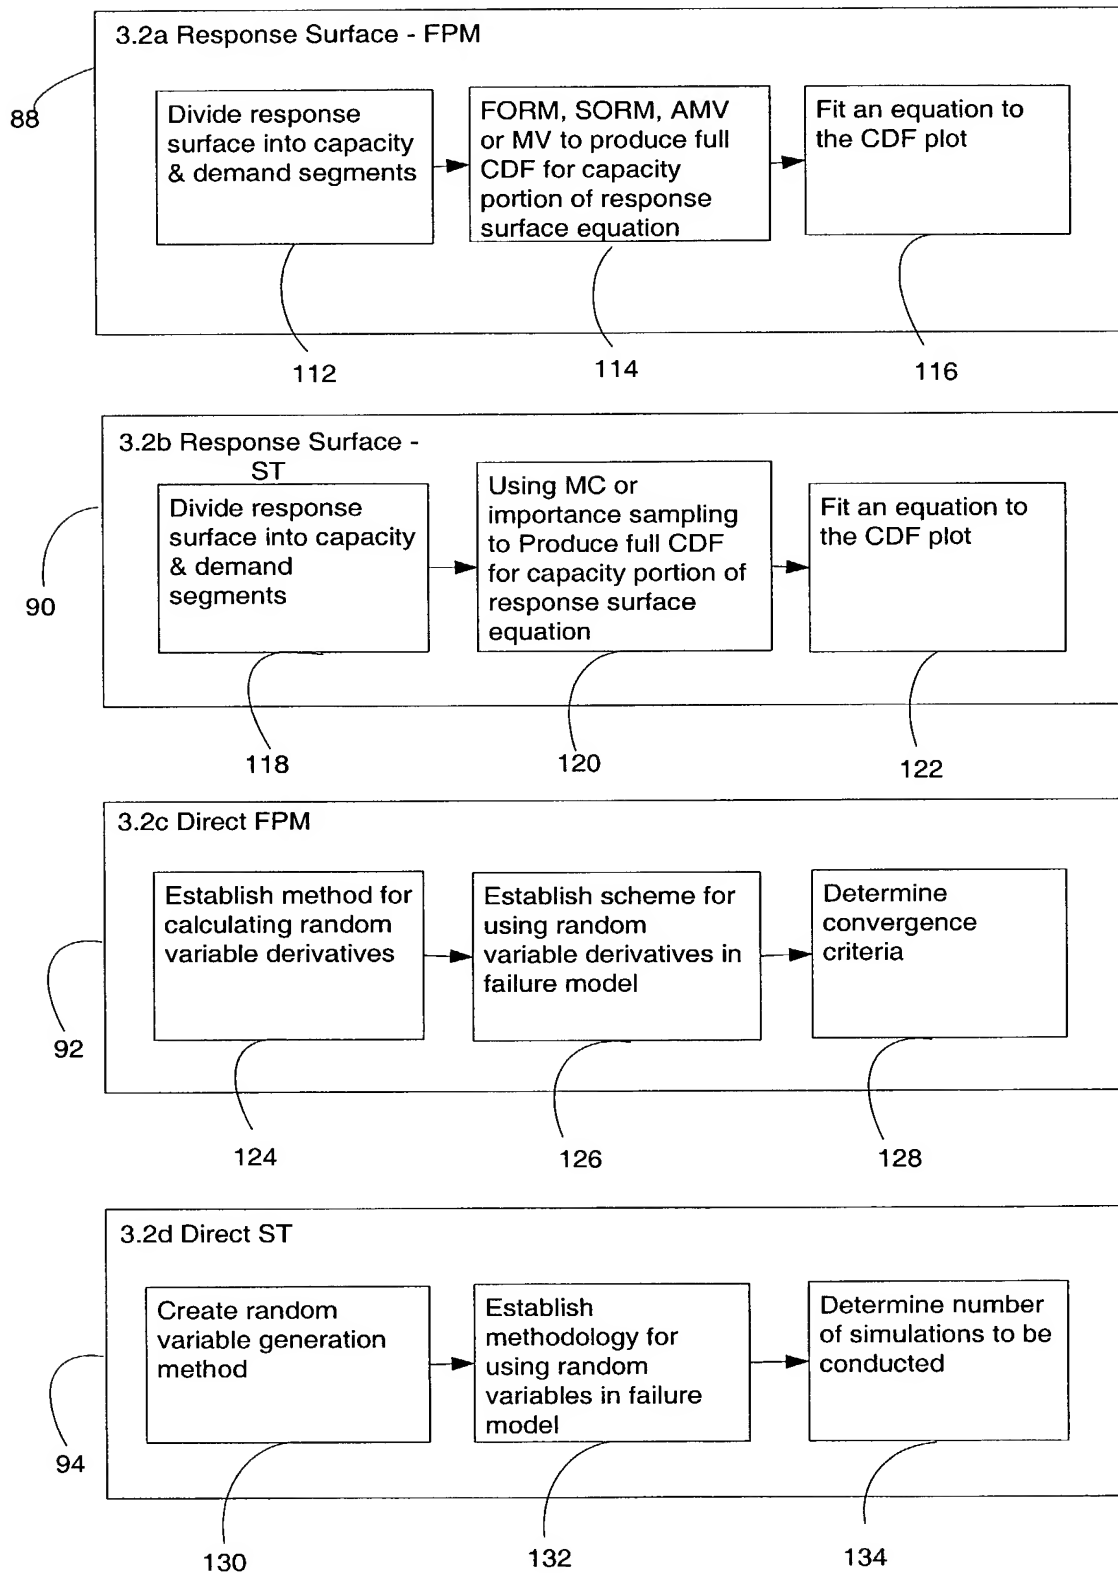 3.2a Response Surface - FPM
88
Divide response
surface into capacity
& demand segments
FORM, SORM, AMV
or MV to produce full
CDF for capacity
portion of response
surface equation
Fit an equation to
the CDF plot
112
114
116
3.2b Response Surface -
ST
90
Divide response
surface into capacity
& demand
segments
Using MC or
importance sampling
to Produce full CDF
for capacity portion of
response surface
equation
Fit an equation to
the CDF plot
118
120
122
3.2c Direct FPM
92
Establish method for
calculating random
variable derivatives
Establish scheme for
using random
variable derivatives in
failure model
Determine
convergence
criteria
124
126
128
3.2d Direct ST
94
Create random
variable generation
method
Establish
methodology for
using random
variables in failure
model
Determine number
of simulations to be
conducted
130
132
134